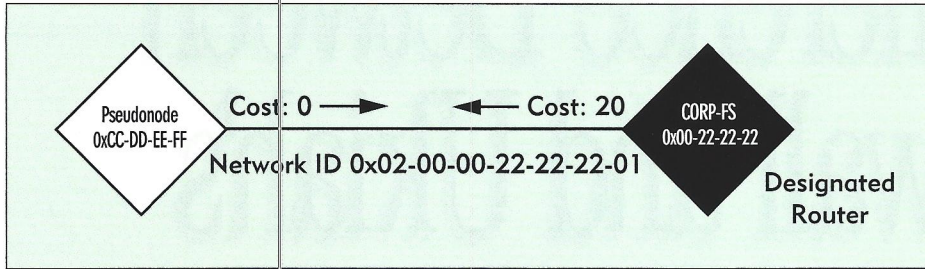 Pseudonode
0xCC-DD-EE-FF
Cost: 0
Cost: 20
CORP-FS
0x00-22-22-22
Network ID 0x02-00-00-22-22-22-01
Designated
Router